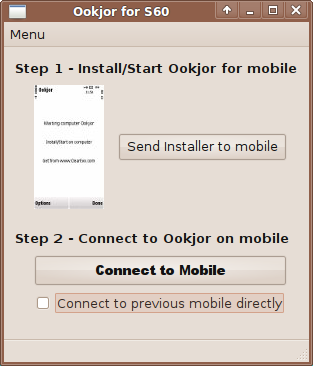 Ookjor for S60
Menu
Step 1 - Install/Start Ookjor for mobile
Ookjor
Waiting computer Ookjor
Install/Start on computer
Get from www.Gearfox.com
Options
Send Installer to mobile
Step 2 - Connect to Ookjor on mobile
Connect to Mobile
Connect to previous mobile directly